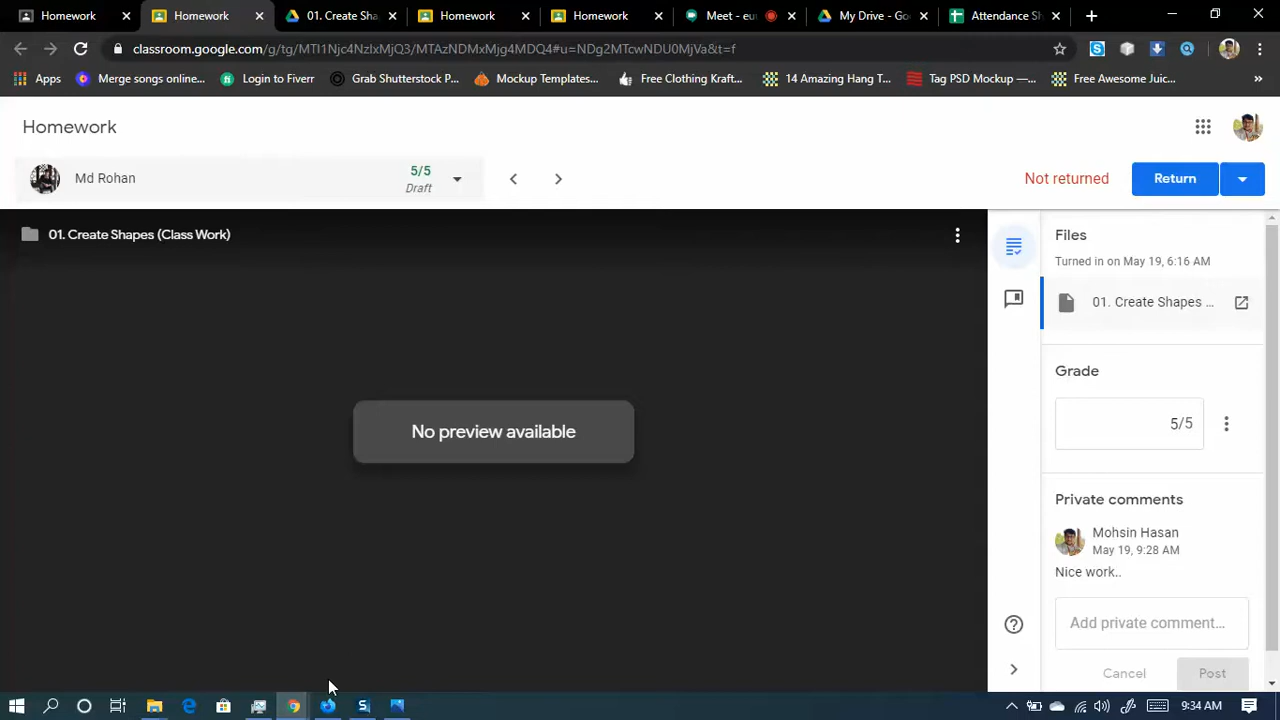 Homework
Homework
01. Create Sha
Homework
Homework
Meet - eu
My Drive - Go
Attendance Sh
classroom.google.com
Apps
Merge songs online...
Login to Fiverr
Grab Shutterstock P...
Mockup Templates...
Free Clothing Kraft...
14 Amazing Hang T...
Tag PSD Mockup —...
Free Awesome Juic...
»
Homework
Md Rohan
5/5
Draft
Not returned
Return
01. Create Shapes (Class Work)
Files
Turned in on May 19, 6:16 AM
01. Create Shapes ...
Grade
No preview available
5/5
Private comments
Mohsin Hasan
May 19, 9:28 AM
Nice work..
Add private comment...
Cancel
Post
9:34 AM